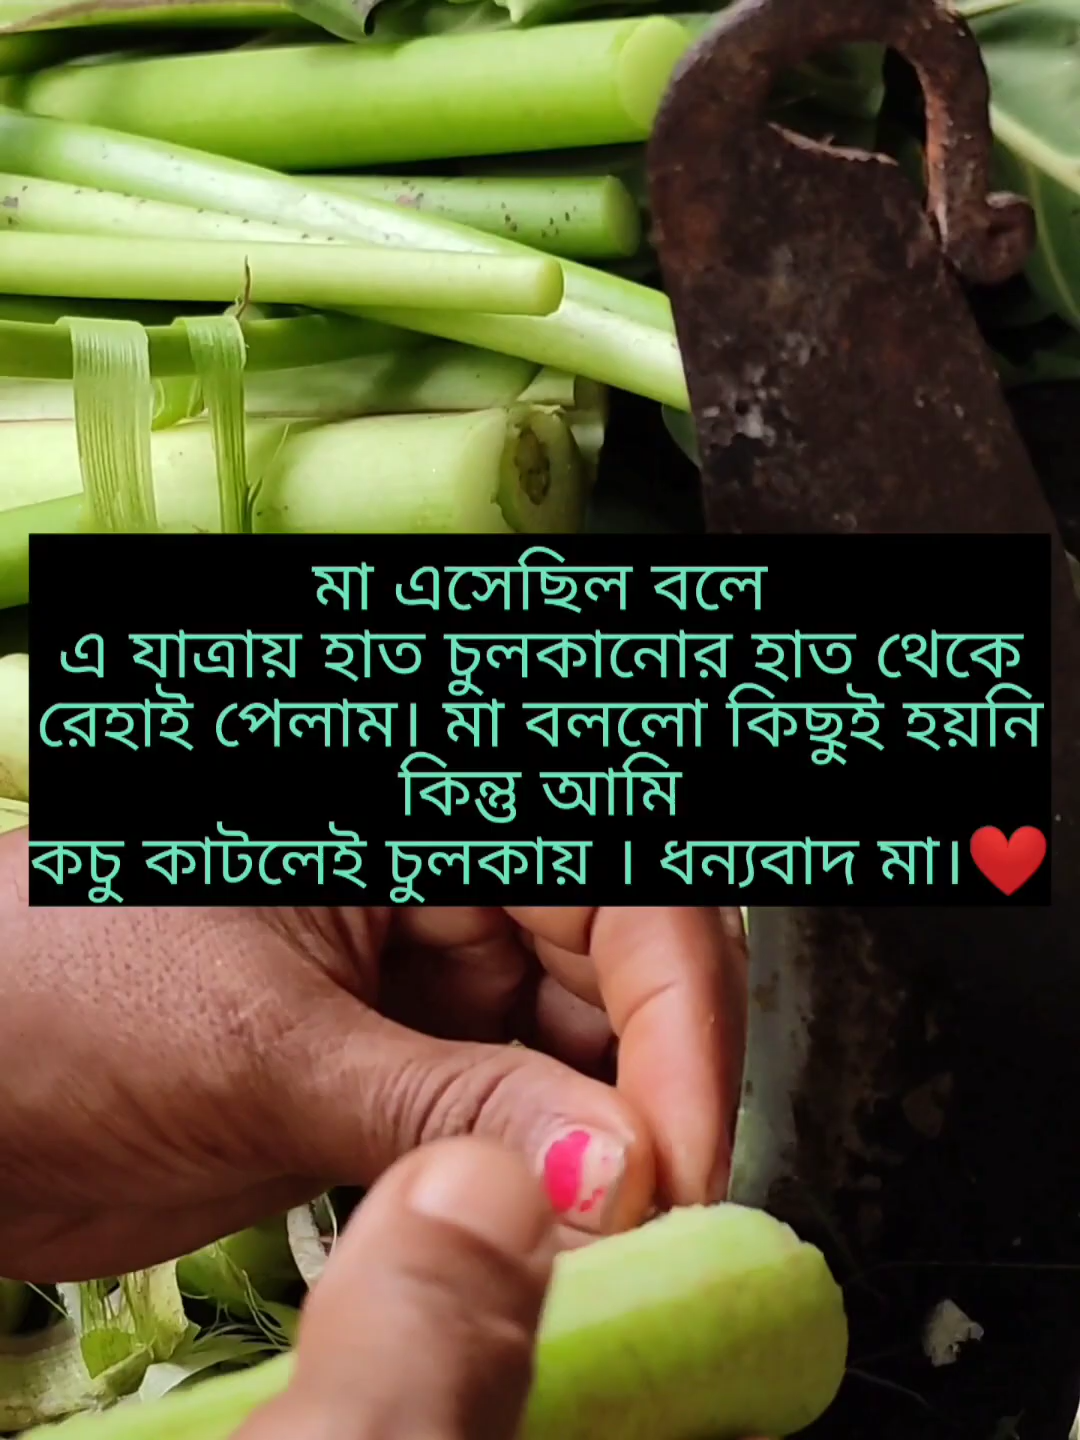 মা এসেছিল বলে
এ যাত্রায় হাত চুলকানোর হাত থেকে
রেহাই পেলাম। মা বললো কিছুই হয়নি
কিন্তু আমি
কচু কাটলেই চুলকায় । ধন্যবাদ মা।❤️